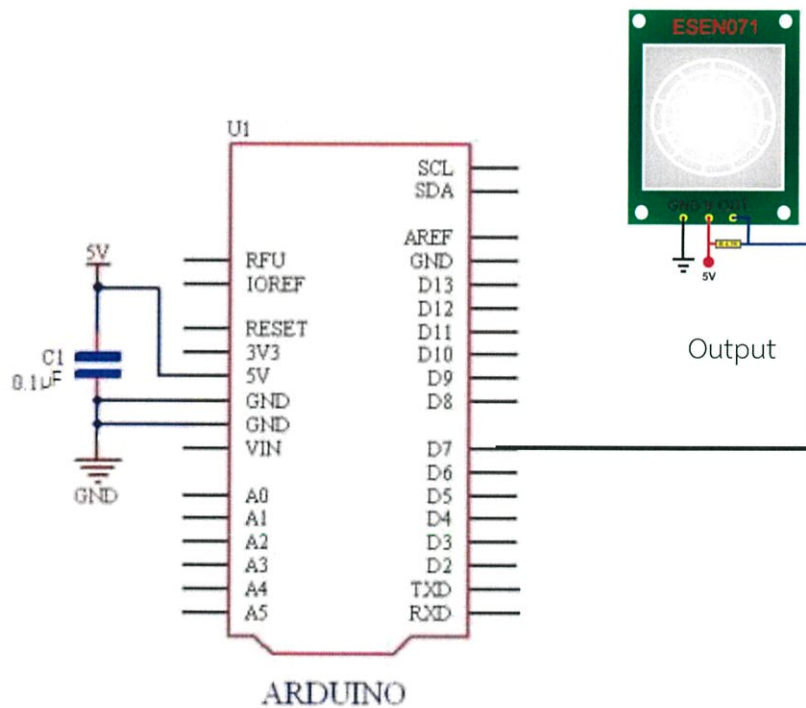 ESEN071
GND V OUT
5V
Output
U1
SCL
SDA
AREF
GND
D13
D12
D11
D10
D9
D8
D7
D6
D5
D4
D3
D2
TXD
RXD
RFU
IOREF
RESET
3V3
5V
GND
GND
VIN
A0
A1
A2
A3
A4
A5
5V
C1
0.1µF
GND
ARDUINO